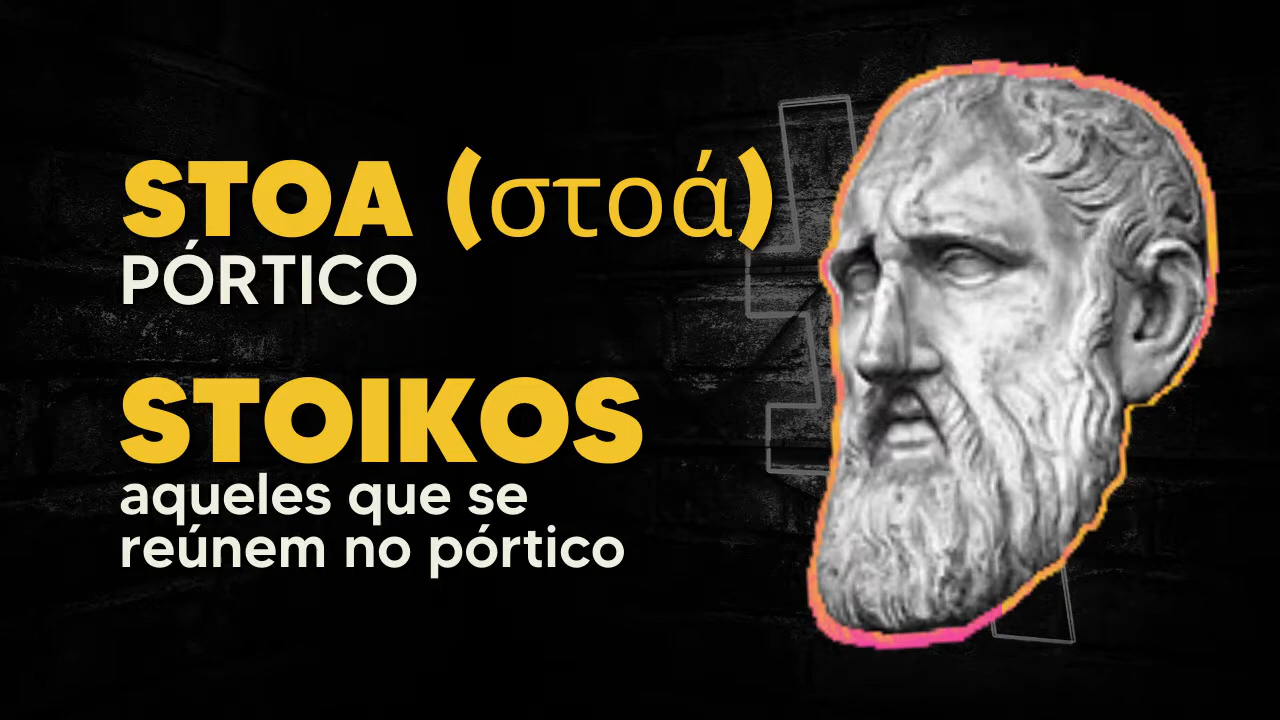 STOA (στοά)
PÓRTICO
STOIKOS
aqueles que se
reúnem no pórtico